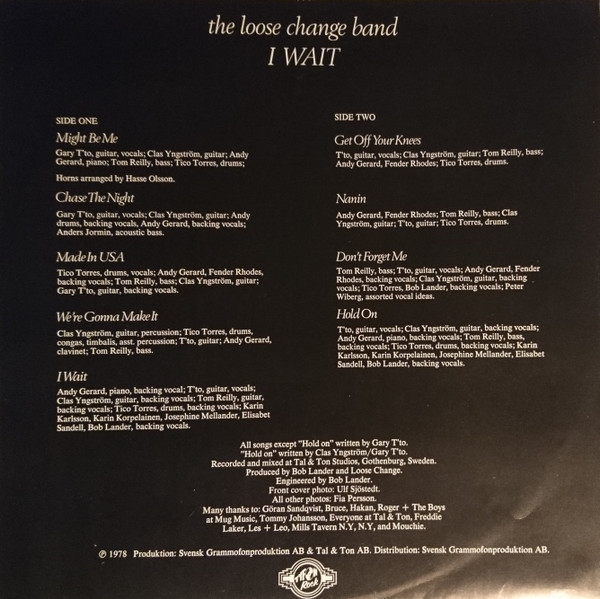 the loose change band
I WAIT
SIDE ONE
Might Be Me
Gary T'to, guitar, vocals; Clas Yngström, guitar; Andy
Gerard, piano; Tom Reilly, bass; Tico Torres, drums;
Horns arranged by Hasse Olsson.
Chase The Night
Gary T'to, guitar, vocals; Clas Yngström, guitar; Andy
drums, backing vocals, Andy Gerard, backing vocals;
Anders Jormin, acoustic bass.
Made In USA
Tico Torres, drums, vocals; Andy Gerard, Fender Rhodes,
backing vocals; Tom Reilly, bass; Clas Yngström, guitar;
Gary T'to, guitar, backing vocals.
We're Gonna Make It
Clas Yngström, guitar, percussion; Tico Torres, drums,
congas, timbalis, asst. percussion; T'to, guitar; Andy Gerard,
clavinet; Tom Reilly, bass.
I Wait
Andy Gerard, piano, backing vocal; T'to, guitar, vocals;
Clas Yngström, guitar, backing vocals; Tom Reilly, guitar,
backing vocals; Tico Torres, drums, backing vocals; Karin
Karlsson, Karin Korpelainen, Josephine Mellander, Elisabet
Sandell, Bob Lander, backing vocals.
SIDE TWO
Get Off Your Knees
T'to, guitar, vocals; Clas Yngström, guitar; Tom Reilly, bass;
Andy Gerard, Fender Rhodes; Tico Torres, drums.
Nanin
Andy Gerard, Fender Rhodes; Tom Reilly, bass; Clas
Yngström, guitar; T'to, guitar; Tico Torres, drums.
Don't Forget Me
Tom Reilly, bass; T'to, guitar, vocals; Andy Gerard, Fender
Rhodes, backing vocals; Clas Yngström, guitar, backing
vocals; Tico Torres, Bob Lander, backing vocals; Peter
Wiberg, assorted vocal ideas.
Hold On
T'to, guitar, vocals; Clas Yngström, guitar, backing vocals;
Andy Gerard, piano, backing vocals; Tom Reilly, bass,
backing vocals; Tico Torres, drums, backing vocals; Karin
Karlsson, Karin Korpelainen, Josephine Mellander, Elisabet
Sandell, Bob Lander, backing vocals.
All songs except "Hold on" written by Gary T'to.
"Hold on" written by Clas Yngström/Gary T'to.
Recorded and mixed at Tal & Ton Studios, Gothenburg, Sweden.
Produced by Bob Lander and Loose Change.
Engineered by Bob Lander.
Front cover photo: Ulf Sjöstedt.
All other photos: Fia Persson.
Many thanks to: Göran Sandqvist, Bruce, Hakan, Roger + The Boys
at Mug Music, Tommy Johansson, Everyone at Tal & Ton, Freddie
Laker, Les + Leo, Mills Tavern N.Y, N.Y, and Mouchie.
℗ 1978 Produktion: Svensk Grammofonproduktion AB & Tal & Ton AB. Distribution: Svensk Grammofonproduktion AB.
Rock